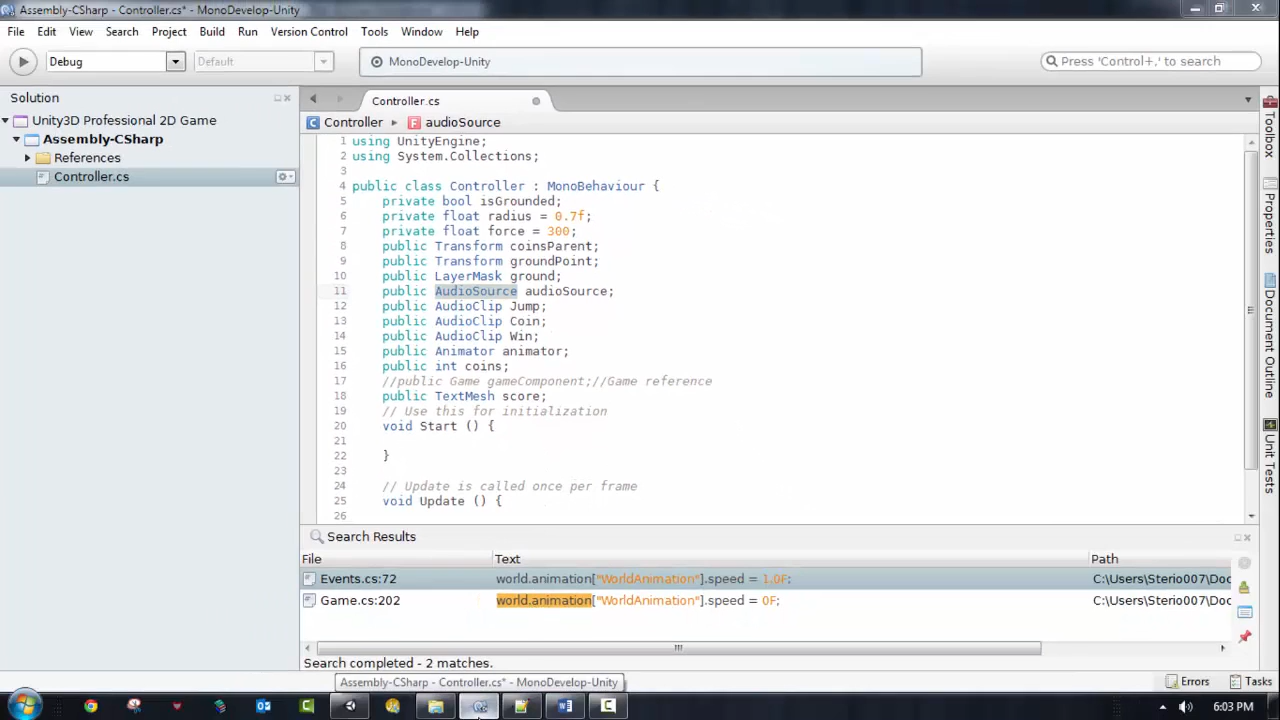 Assembly-CSharp - Controller.cs* - MonoDevelop-Unity
File Edit View Search Project Build Run Version Control Tools Window Help
Debug Default MonoDevelop-Unity Press 'Control+,' to search
Solution
Unity3D Professional 2D Game
Assembly-CSharp
References
Controller.cs
Controller.cs
Controller audioSource
1 using UnityEngine;
2 using System.Collections;
3
4 public class Controller : MonoBehaviour {
5 private bool isGrounded;
6 private float radius = 0.7f;
7 private float force = 300;
8 public Transform coinsParent;
9 public Transform groundPoint;
10 public LayerMask ground;
11 public AudioSource audioSource;
12 public AudioClip Jump;
13 public AudioClip Coin;
14 public AudioClip Win;
15 public Animator animator;
16 public int coins;
17 //public Game gameComponent;//Game reference
18 public TextMesh score;
19 // Use this for initialization
20 void Start () {
21
22 }
23
24 // Update is called once per frame
25 void Update () {
26
Toolbox
Properties
Document Outline
Unit Tests
Search Results
File Text Path
Events.cs:72 world.animation["WorldAnimation"].speed = 1.0F; C:\Users\Sterio007\Doc
Game.cs:202 world.animation["WorldAnimation"].speed = 0F; C:\Users\Sterio007\Doc
Search completed - 2 matches.
Assembly-CSharp - Controller.cs* - MonoDevelop-Unity
Errors Tasks
6:03 PM